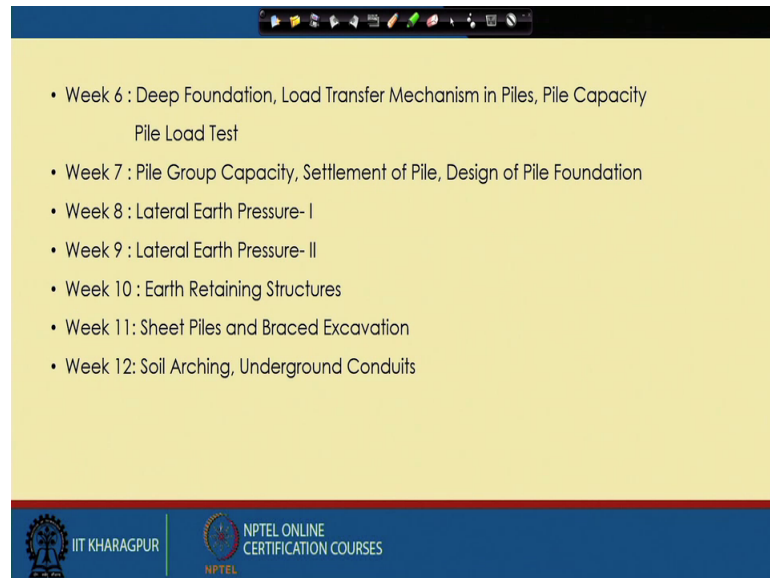 • Week 6 : Deep Foundation, Load Transfer Mechanism in Piles, Pile Capacity
Pile Load Test
• Week 7 : Pile Group Capacity, Settlement of Pile, Design of Pile Foundation
• Week 8 : Lateral Earth Pressure- I
• Week 9 : Lateral Earth Pressure- II
• Week 10 : Earth Retaining Structures
• Week 11: Sheet Piles and Braced Excavation
• Week 12: Soil Arching, Underground Conduits
IIT KHARAGPUR
NPTEL
NPTEL ONLINE
CERTIFICATION COURSES